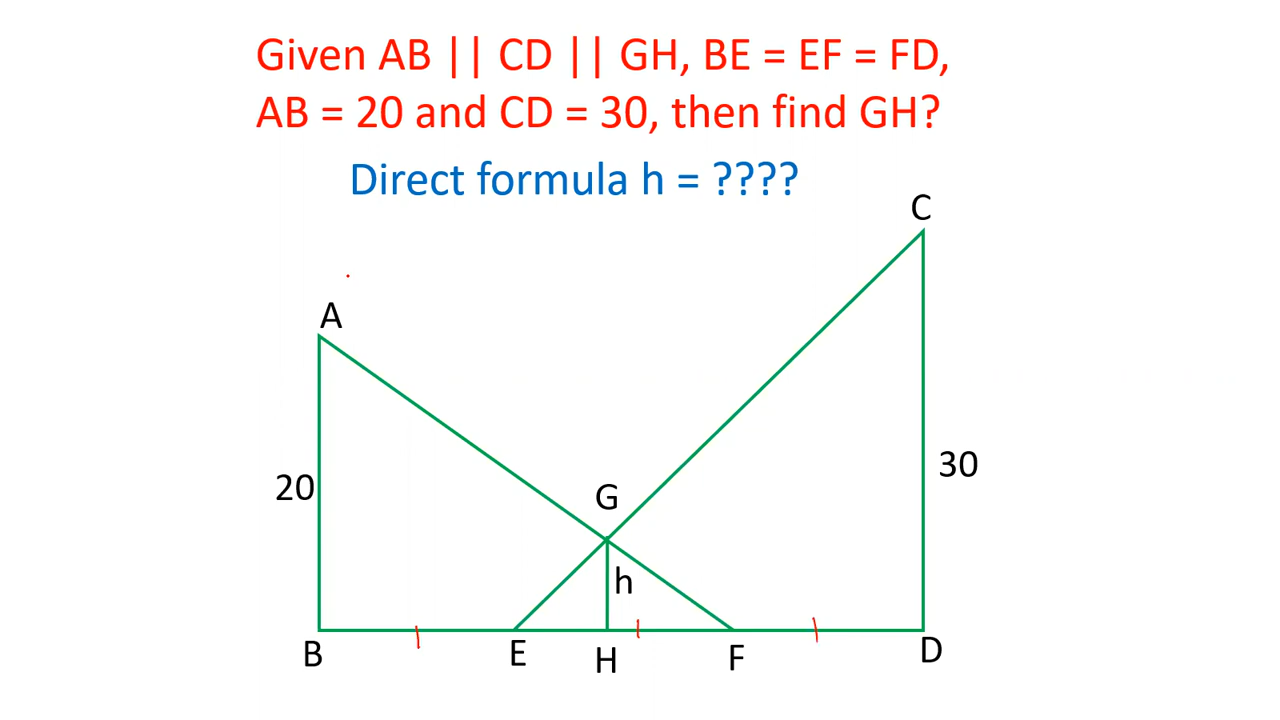 Given AB || CD || GH, BE = EF = FD,
AB = 20 and CD = 30, then find GH?
Direct formula h = ????
C
A
20
30
G
h
B
E
H
F
D